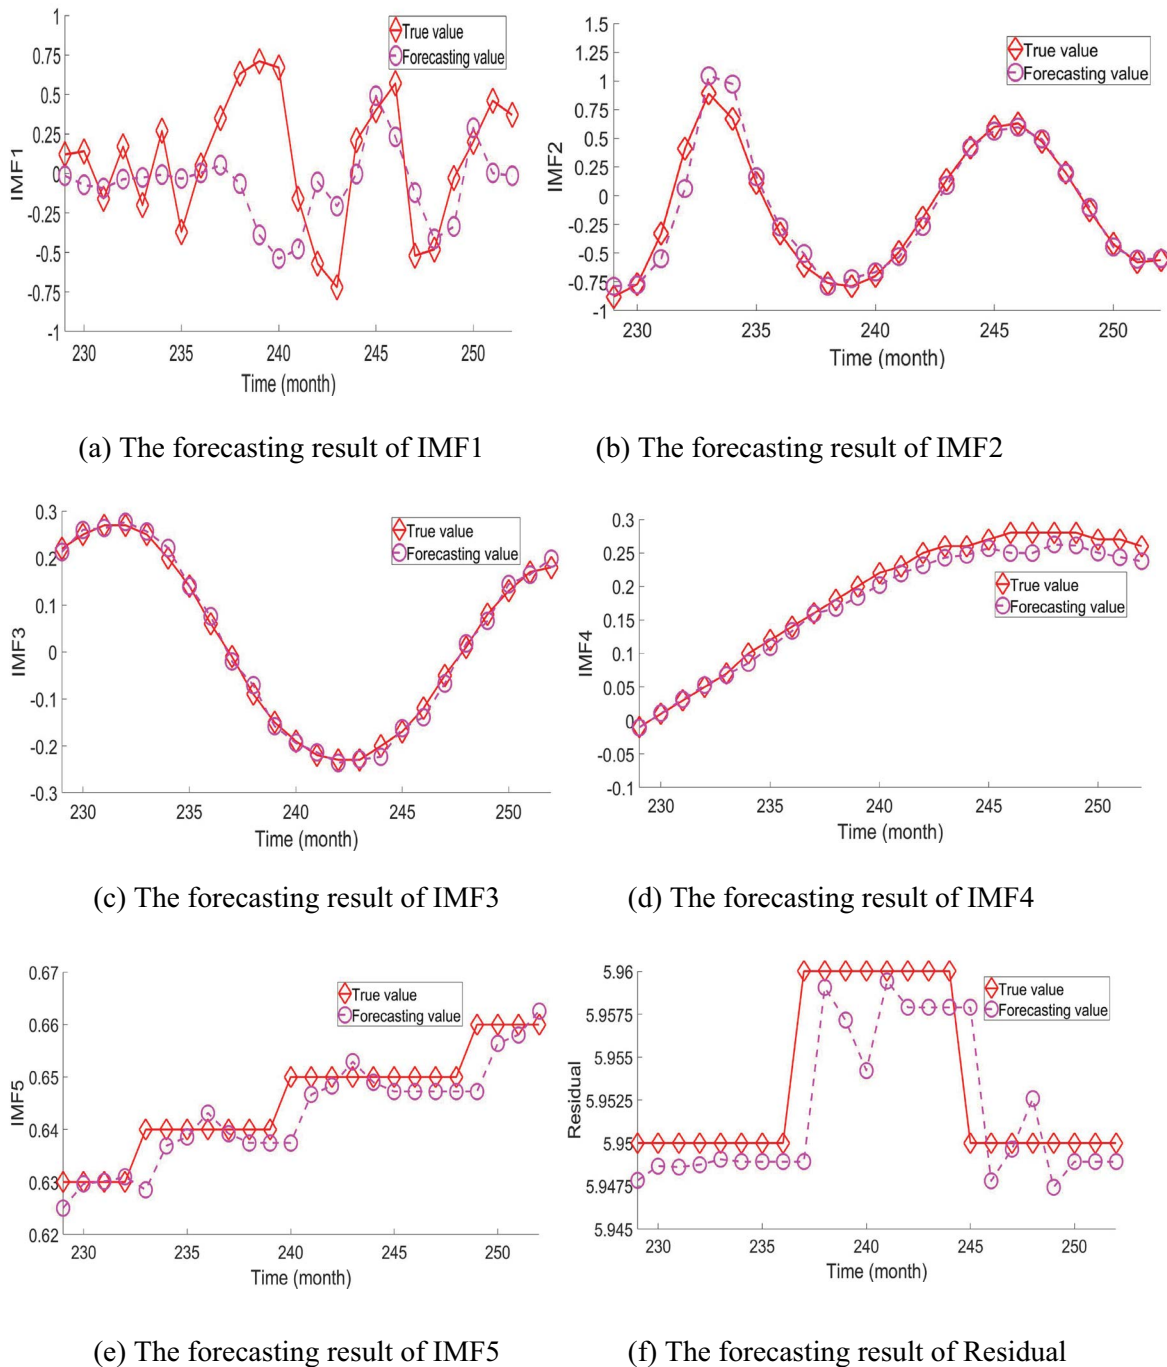 1
0.75
0.5
0.25
0
-0.25
-0.5
-0.75
-1
IMF1
True value
Forecasting value
230 235 240 245 250
Time (month)
(a) The forecasting result of IMF1
1.5
1.25
1
0.75
0.5
0.25
0
-0.25
-0.5
-0.75
-1
IMF2
True value
Forecasting value
230 235 240 245 250
Time (month)
(b) The forecasting result of IMF2
0.3
0.2
0.1
0
-0.1
-0.2
-0.3
IMF3
True value
Forecasting value
230 235 240 245 250
Time (month)
(c) The forecasting result of IMF3
0.3
0.25
0.2
0.15
0.1
0.05
0
-0.05
-0.1
IMF4
True value
Forecasting value
230 235 240 245 250
Time (month)
(d) The forecasting result of IMF4
0.67
0.66
0.65
0.64
0.63
0.62
IMF5
True value
Forecasting value
230 235 240 245 250
Time (month)
(e) The forecasting result of IMF5
5.96
5.9575
5.955
5.9525
5.95
5.9475
5.945
Residual
True value
Forecasting value
230 235 240 245 250
Time (month)
(f) The forecasting result of Residual